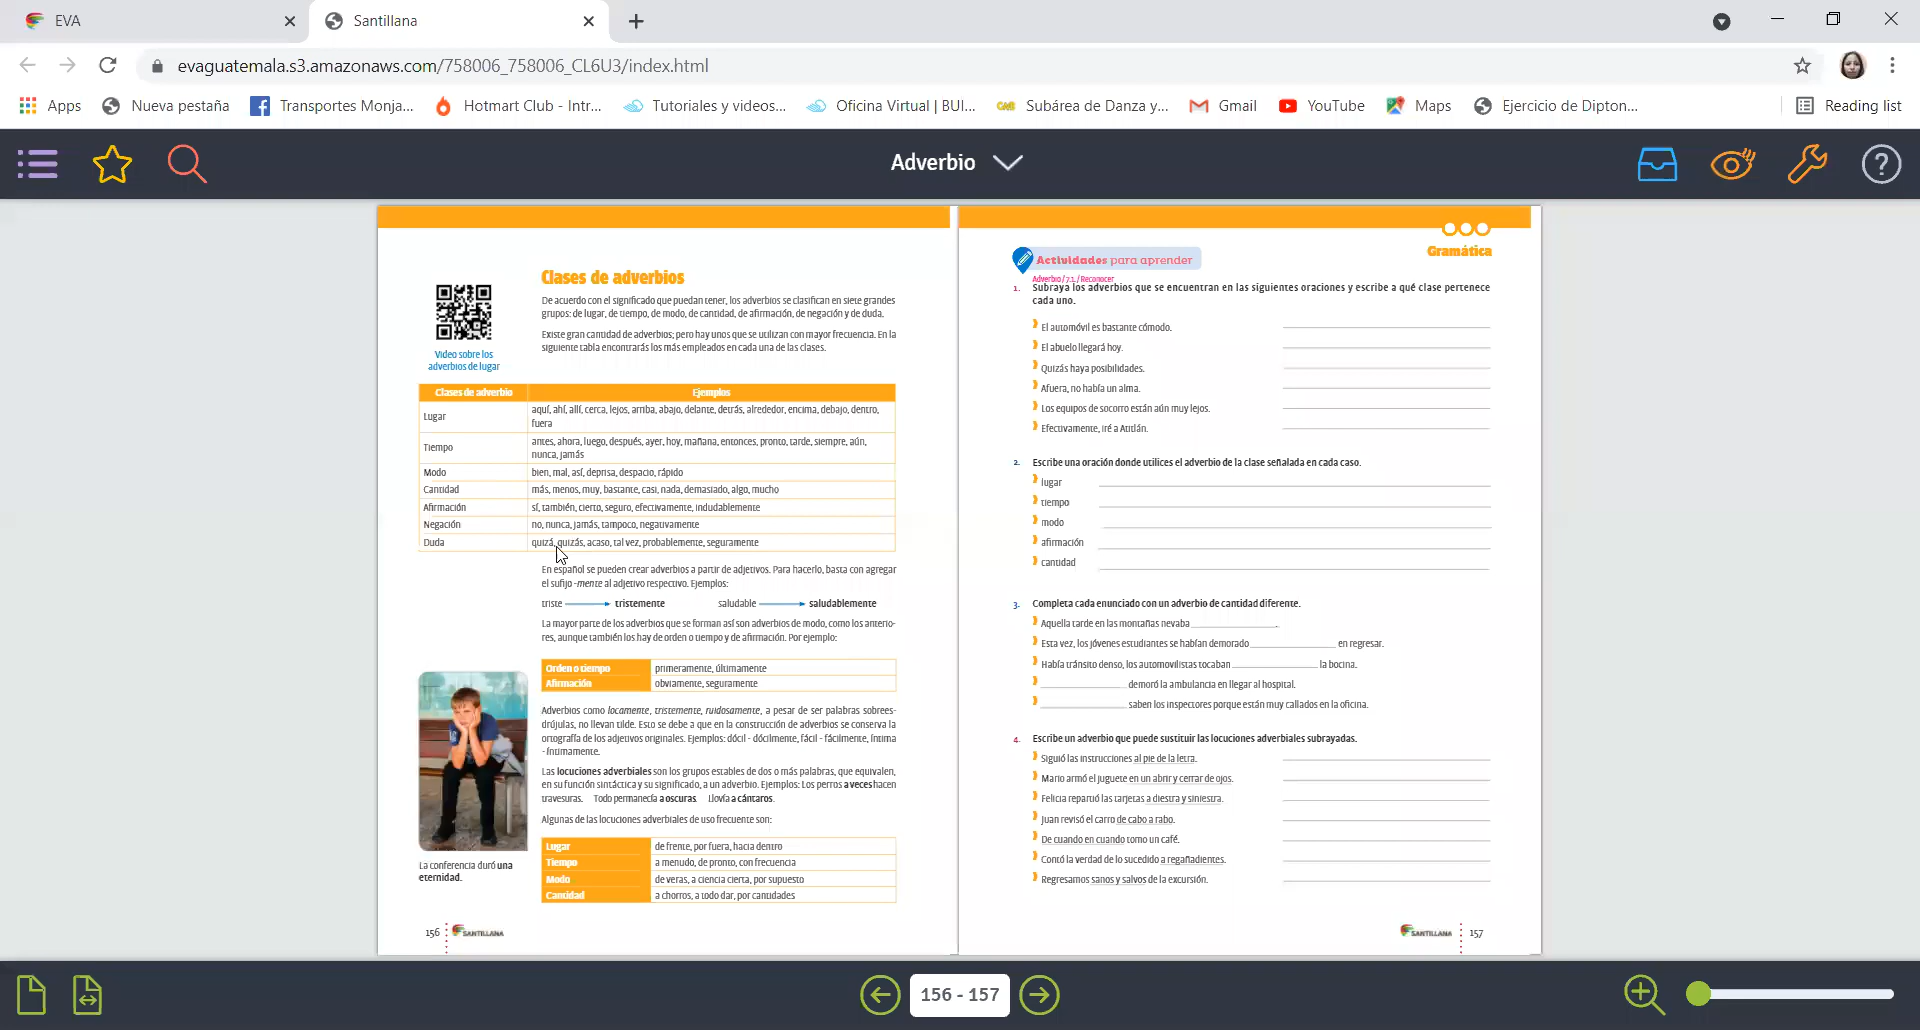 EVA
Santillana
evaguatemala.s3.amazonaws.com/758006_758006_CL6U3/index.html
Apps
Nueva pestaña
Transportes Monja...
Hotmart Club - Intr...
Tutoriales y videos...
Oficina Virtual | BUI...
Subárea de Danza y...
Gmail
YouTube
Maps
Ejercicio de Dipton...
Reading list
Adverbio
Clases de adverbios
De acuerdo con el significado que puedan tener, los adverbios se clasifican en siete grandes
grupos: de lugar, de tiempo, de modo, de cantidad, de afirmación, de negación y de duda.
Existe gran cantidad de adverbios; pero hay unos que se utilizan con mayor frecuencia. En la
siguiente tabla encontrarás los más empleados en cada una de las clases.
Video sobre los
adverbios de lugar
Clases de adverbio Ejemplos
Lugar aquí, ahí, allí, cerca, lejos, arriba, abajo, delante, detrás, alrededor, encima, debajo, dentro,
fuera
Tiempo antes, ahora, luego, después, ayer, hoy, mañana, entonces, pronto, tarde, siempre, aún,
nunca, jamás
Modo bien, mal, así, deprisa, despacio, rápido
Cantidad más, menos, muy, bastante, casi, nada, demasiado, algo, mucho
Afirmación sí, también, cierto, seguro, efectivamente, indudablemente
Negación no, nunca, jamás, tampoco, negativamente
Duda quizá, quizás, acaso, tal vez, probablemente, seguramente
En español se pueden crear adverbios a partir de adjetivos. Para hacerlo, basta con agregar
el sufijo -mente al adjetivo respectivo. Ejemplos:
triste tristemente saludable saludablemente
La mayor parte de los adverbios que se forman así son adverbios de modo, como los anterio-
res, aunque también los hay de orden o tiempo y de afirmación. Por ejemplo:
Orden o tiempo primeramente, últimamente
Afirmación obviamente, seguramente
Adverbios como locamente, tristemente, ruidosamente, a pesar de ser palabras sobrees-
drújulas, no llevan tilde. Esto se debe a que en la construcción de adverbios se conserva la
ortografía de los adjetivos originales. Ejemplos: dócil - dócilmente, fácil - fácilmente, íntima
- íntimamente.
Las locuciones adverbiales son los grupos estables de dos o más palabras, que equivalen,
en su función sintáctica y su significado, a un adverbio. Ejemplos: Los perros a veces hacen
travesuras. Todo permanecía a oscuras. Llovía a cántaros.
Algunas de las locuciones adverbiales de uso frecuente son:
Lugar de frente, por fuera, hacia dentro
Tiempo a menudo, de pronto, con frecuencia
Modo de veras, a ciencia cierta, por supuesto
Cantidad a chorros, a todo dar, por cantidades
La conferencia duró una
eternidad.
156 SANTILLANA
Gramática
Actividades para aprender
Adverbio / 7.1. / Reconocer
1. Subraya los adverbios que se encuentran en las siguientes oraciones y escribe a qué clase pertenece
cada uno.
El automóvil es bastante cómodo.
El abuelo llegará hoy.
Quizás haya posibilidades.
Afuera, no había un alma.
Los equipos de socorro están aún muy lejos.
Efectivamente, iré a Atitlán.
2. Escribe una oración donde utilices el adverbio de la clase señalada en cada caso.
lugar
tiempo
modo
afirmación
cantidad
3. Completa cada enunciado con un adverbio de cantidad diferente.
Aquella tarde en las montañas nevaba ____.
Esta vez, los jóvenes estudiantes se habían demorado ____ en regresar.
Había tránsito denso, los automovilistas tocaban ____ la bocina.
____ demoró la ambulancia en llegar al hospital.
____ saben los inspectores porque están muy callados en la oficina.
4. Escribe un adverbio que puede sustituir las locuciones adverbiales subrayadas.
Siguió las instrucciones al pie de la letra.
Mario armó el juguete en un abrir y cerrar de ojos.
Felicia repartió las tarjetas a diestra y siniestra.
Juan revisó el carro de cabo a rabo.
De cuando en cuando tomo un café.
Contó la verdad de lo sucedido a regañadientes.
Regresamos sanos y salvos de la excursión.
SANTILLANA 157
156 - 157